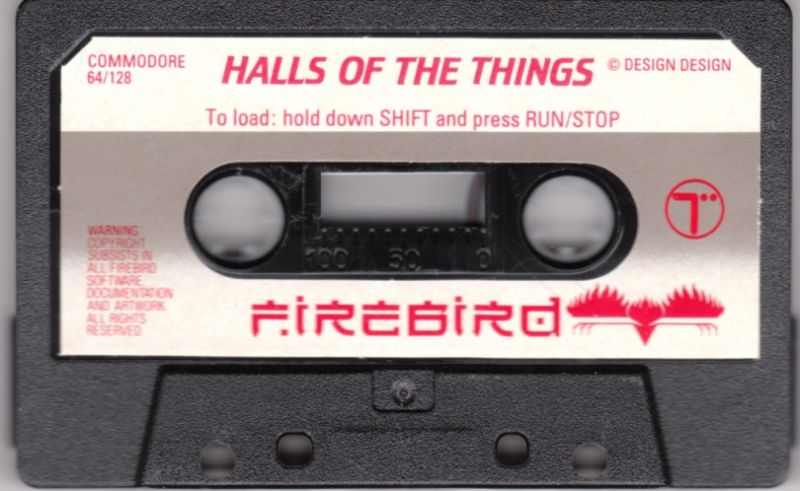 COMMODORE
64/128
HALLS OF THE THINGS
© DESIGN DESIGN
To load: hold down SHIFT and press RUN/STOP
100 50 0
WARNING
COPYRIGHT
SUBSISTS IN
ALL FIREBIRD
SOFTWARE,
DOCUMENTATION
AND ARTWORK
ALL RIGHTS
RESERVED
FIREBIRD